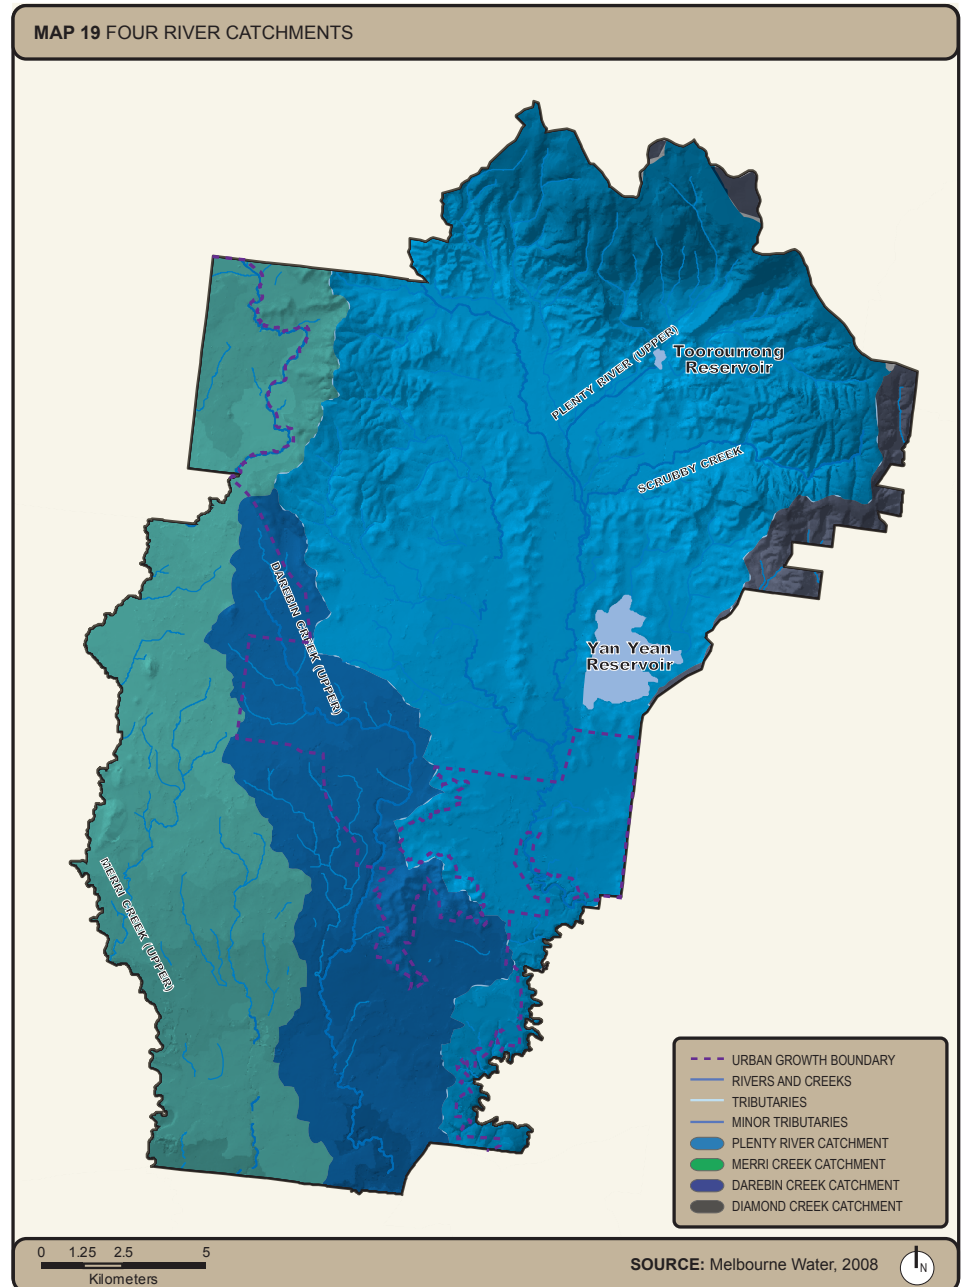 MAP 19 FOUR RIVER CATCHMENTS
PLENTY RIVER (UPPER)
Toorourrong
Reservoir
SCRUBBY CREEK
DAREBIN CREEK (UPPER)
Yan Yean
Reservoir
MERRI CREEK (UPPER)
URBAN GROWTH BOUNDARY
RIVERS AND CREEKS
TRIBUTARIES
MINOR TRIBUTARIES
PLENTY RIVER CATCHMENT
MERRI CREEK CATCHMENT
DAREBIN CREEK CATCHMENT
DIAMOND CREEK CATCHMENT
0 1.25 2.5 5
Kilometers
SOURCE: Melbourne Water, 2008
N